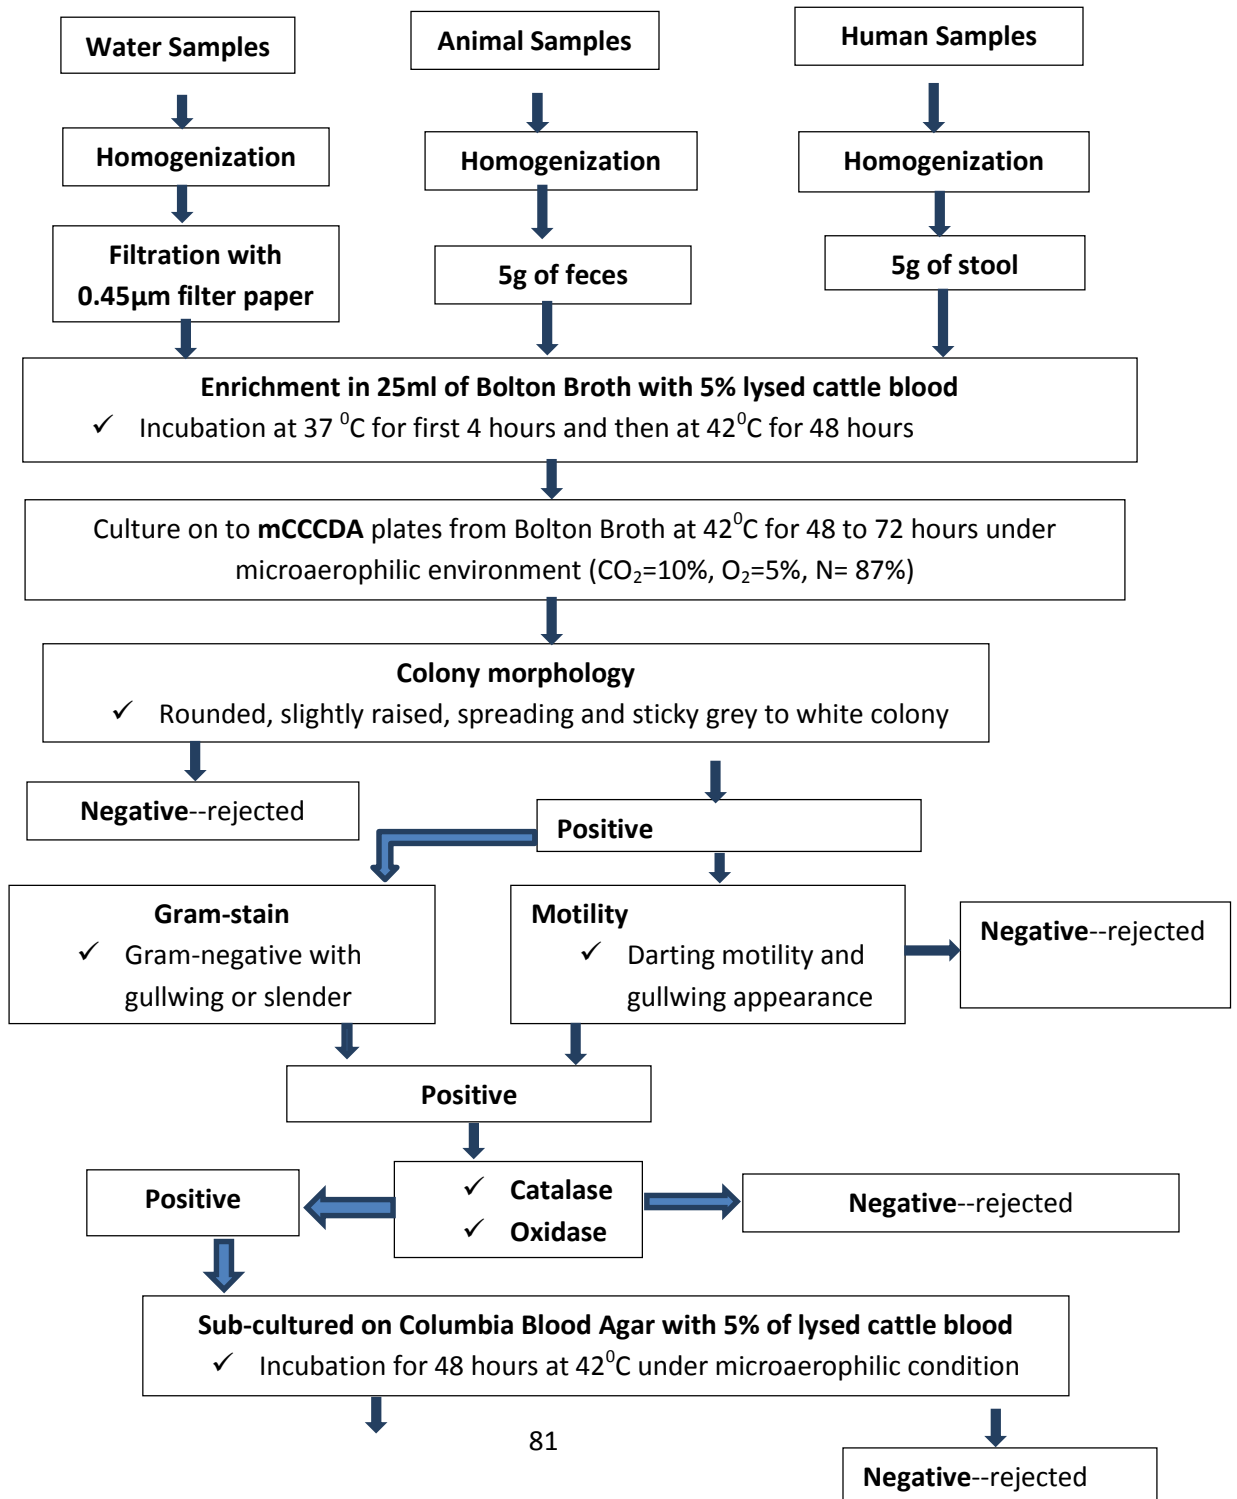 Water Samples
Animal Samples
Human Samples
Homogenization
Homogenization
Homogenization
Filtration with
0.45µm filter paper
5g of feces
5g of stool
Enrichment in 25ml of Bolton Broth with 5% lysed cattle blood
✓ Incubation at 37 ⁰C for first 4 hours and then at 42⁰C for 48 hours
Culture on to mCCCDA plates from Bolton Broth at 42⁰C for 48 to 72 hours under
microaerophilic environment (CO₂=10%, O₂=5%, N= 87%)
Colony morphology
✓ Rounded, slightly raised, spreading and sticky grey to white colony
Negative--rejected
Positive
Gram-stain
✓ Gram-negative with
gullwing or slender
Motility
✓ Darting motility and
gullwing appearance
Negative--rejected
Positive
Positive
✓ Catalase
✓ Oxidase
Negative--rejected
Sub-cultured on Columbia Blood Agar with 5% of lysed cattle blood
✓ Incubation for 48 hours at 42⁰C under microaerophilic condition
81
Negative--rejected